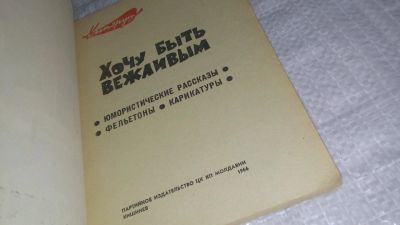 ХОЧУ БЫТЬ
ВЕЖЛИВЫМ
• ЮМОРИСТИЧЕСКИЕ РАССКАЗЫ •
• ФЕЛЬЕТОНЫ • КАРИКАТУРЫ •
ПАРТИЙНОЕ ИЗДАТЕЛЬСТВО ЦК КП МОЛДАВИИ
КИШИНЕВ 1966